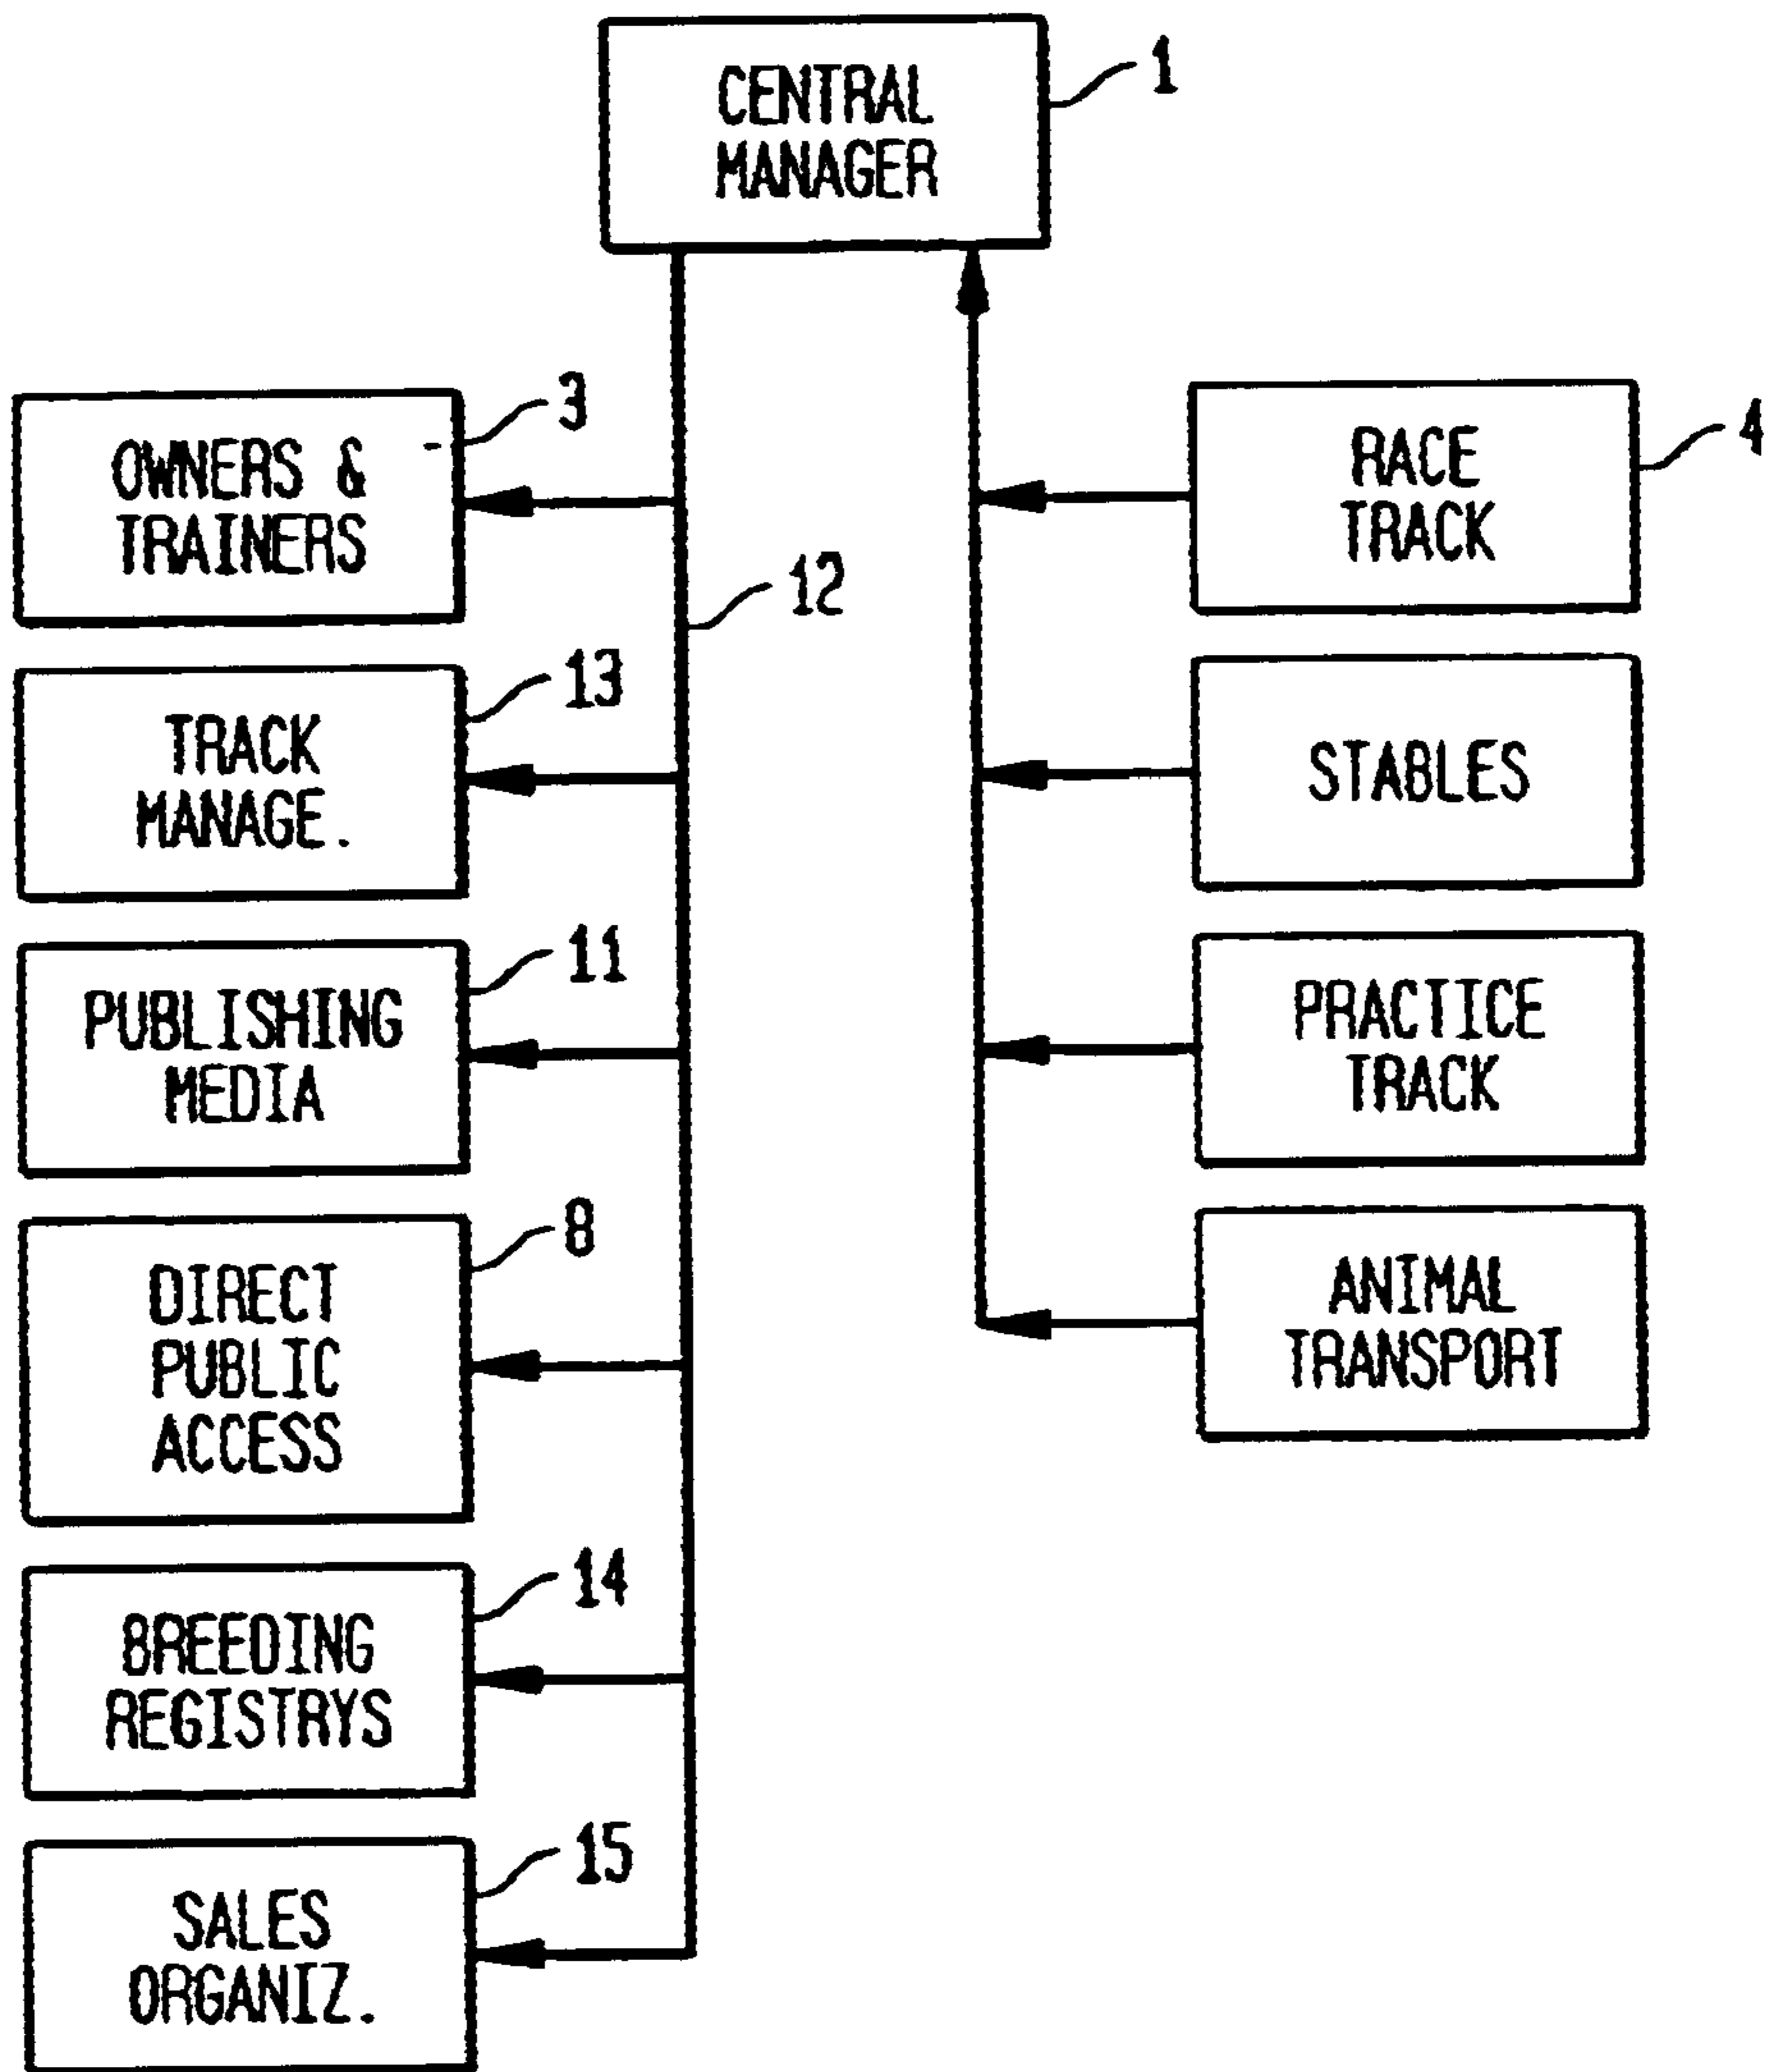 CENTRAL
MANAGER
1
OWNERS &
TRAINERS
3
RACE
TRACK
4
12
TRACK
MANAGE.
13
STABLES
PUBLISHING
MEDIA
11
PRACTICE
TRACK
DIRECT
PUBLIC
ACCESS
8
ANIMAL
TRANSPORT
BREEDING
REGISTRYS
14
SALES
ORGANIZ.
15